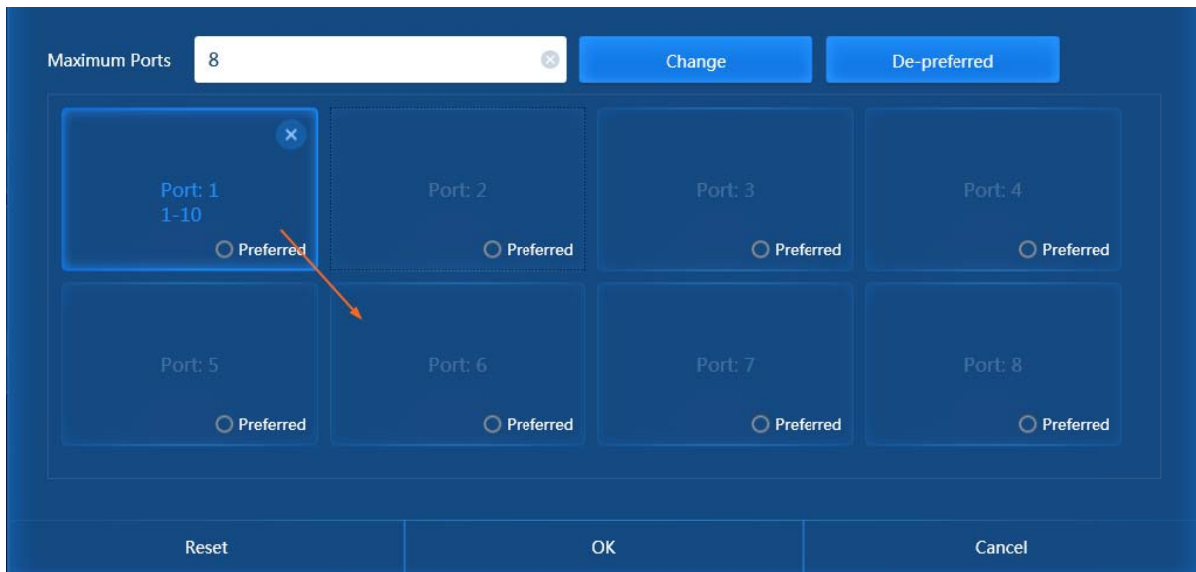 Maximum Ports 8 Change De-preferred
Port: 1
1-10
Preferred
Port: 2
Preferred
Port: 3
Preferred
Port: 4
Preferred
Port: 5
Preferred
Port: 6
Preferred
Port: 7
Preferred
Port: 8
Preferred
Reset OK Cancel